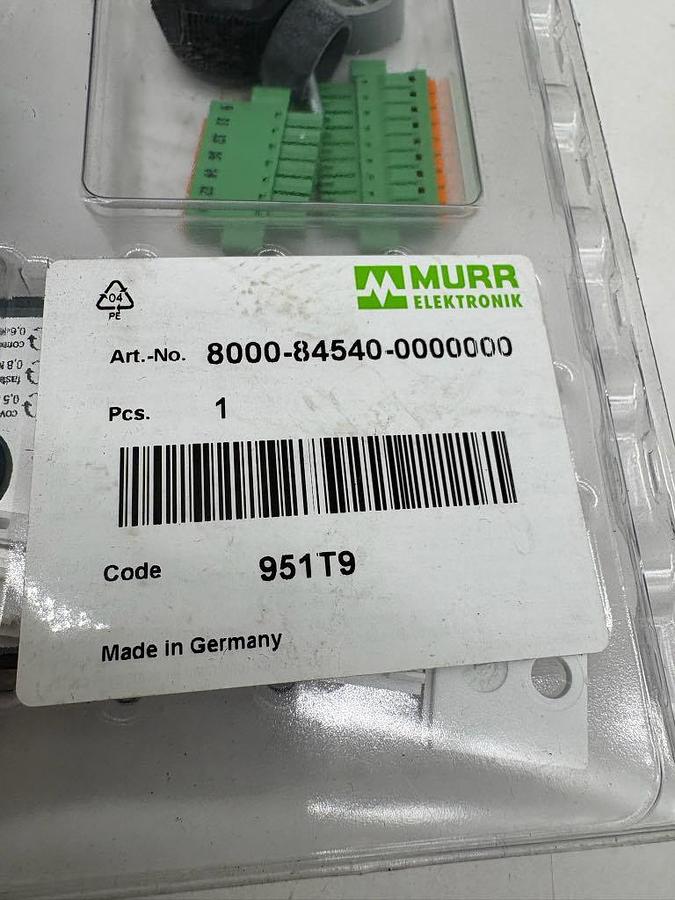 04
PE
MURR
ELEKTRONIK
Art.-No. 8000-84540-0000000
Pcs. 1
Code 951T9
Made in Germany